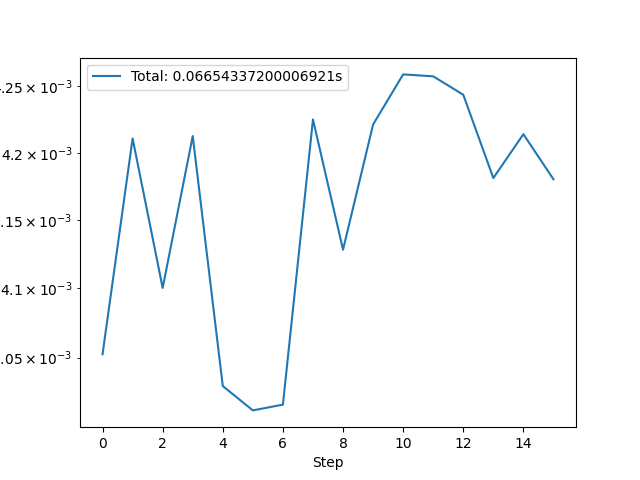 Total: 0.06654337200006921s
.25 × 10⁻³
4.2 × 10⁻³
.15 × 10⁻³
4.1 × 10⁻³
.05 × 10⁻³
0 2 4 6 8 10 12 14
Step